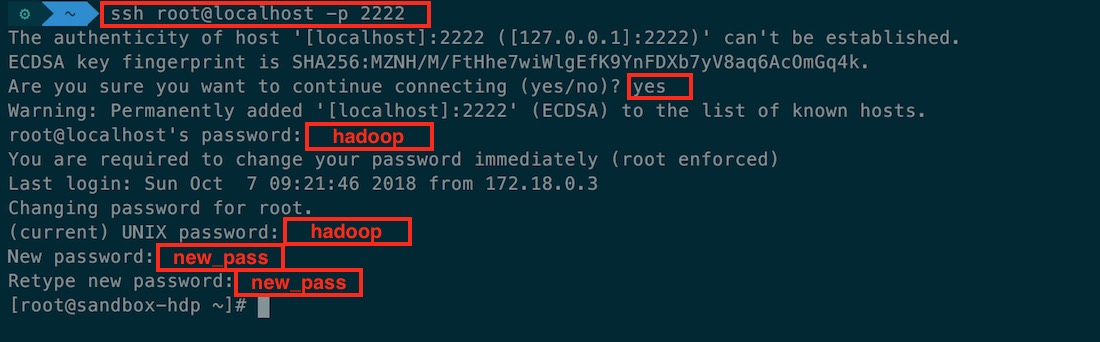 ~ ssh root@localhost -p 2222
The authenticity of host '[localhost]:2222 ([127.0.0.1]:2222)' can't be established.
ECDSA key fingerprint is SHA256:MZNH/M/FtHhe7wiWlgEfK9YnFDXb7yV8aq6AcOmGq4k.
Are you sure you want to continue connecting (yes/no)? yes
Warning: Permanently added '[localhost]:2222' (ECDSA) to the list of known hosts.
root@localhost's password: hadoop
You are required to change your password immediately (root enforced)
Last login: Sun Oct  7 09:21:46 2018 from 172.18.0.3
Changing password for root.
(current) UNIX password: hadoop
New password: new_pass
Retype new password: new_pass
[root@sandbox-hdp ~]#